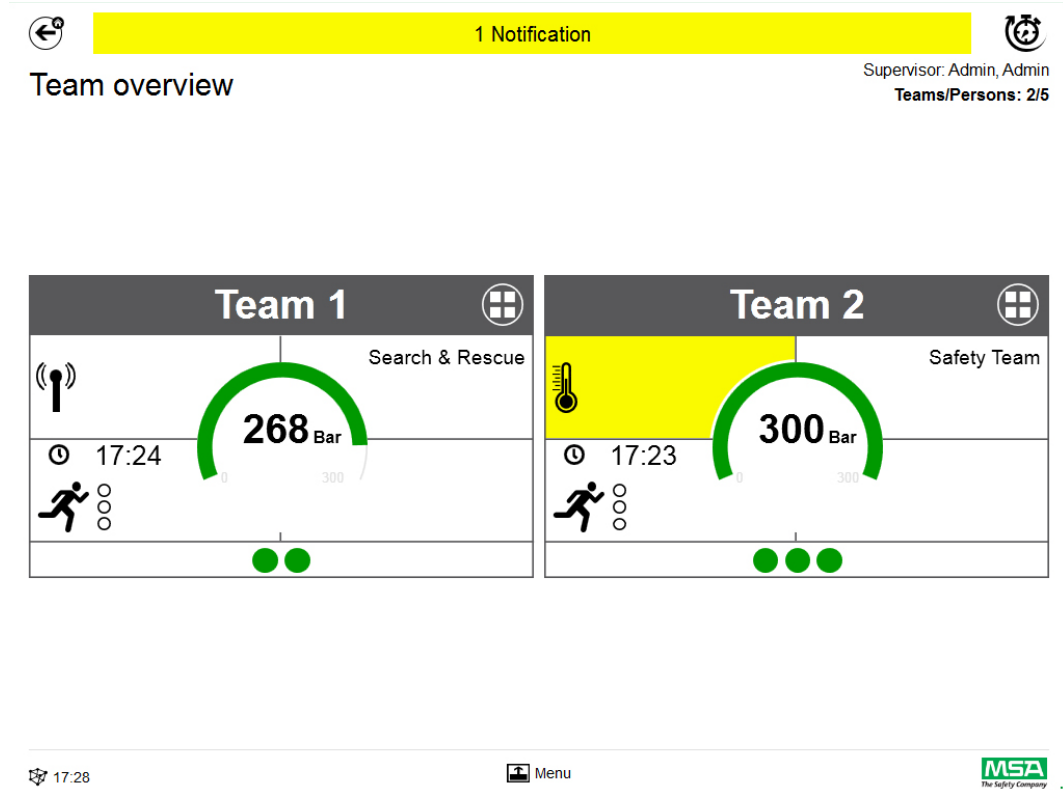 1 Notification
Team overview
Supervisor: Admin, Admin
Teams/Persons: 2/5
Team 1
Search & Rescue
268 Bar
0 300
17:24
Team 2
Safety Team
300 Bar
0 300
17:23
17:28
Menu
MSA
The Safety Company